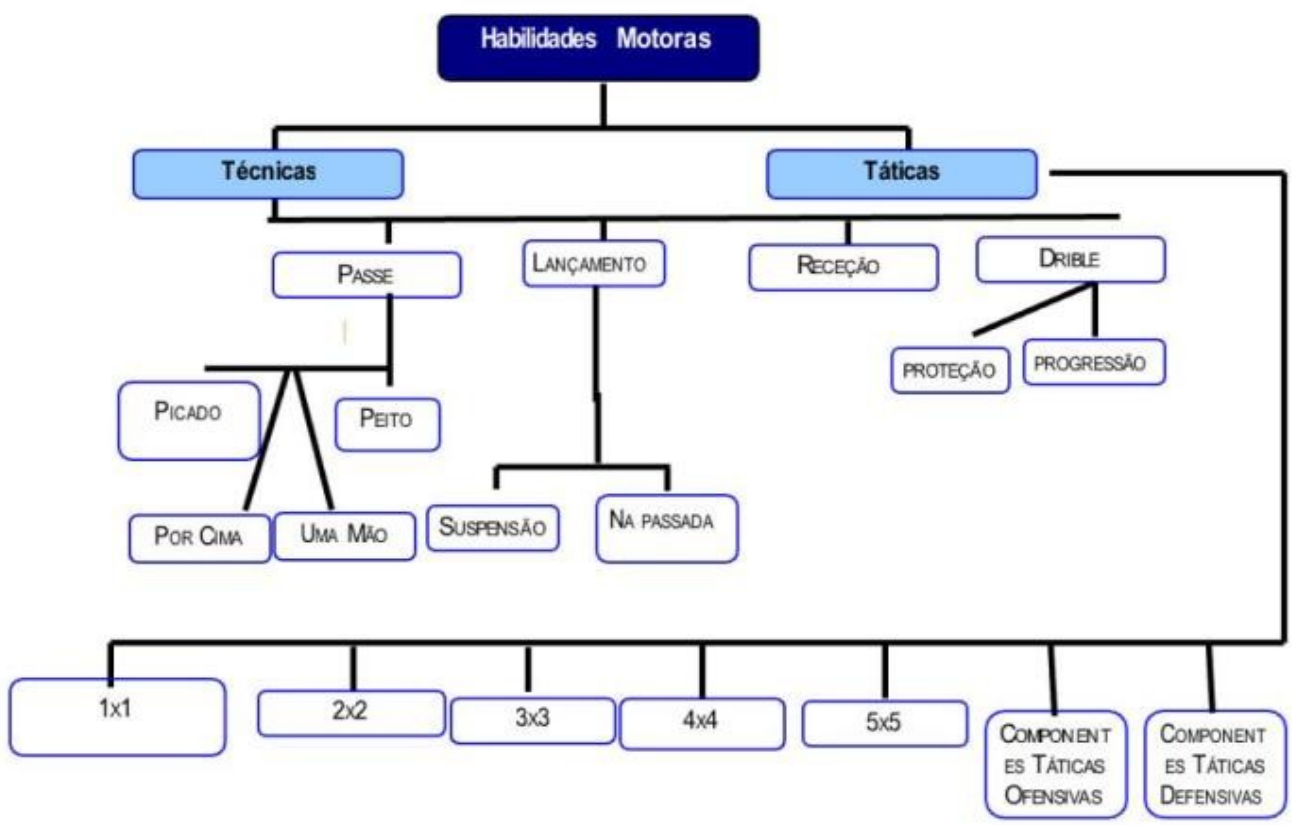 Habilidades Motoras
Técnicas
Táticas
PASSE
LANÇAMENTO
RECEÇÃO
DRIBLE
PROTEÇÃO
PROGRESSÃO
PICADO
PEITO
POR CIMA
UMA MÃO
SUSPENSÃO
NA PASSADA
1x1
2x2
3x3
4x4
5x5
COMPONENT
ES TÁTICAS
OFENSIVAS
COMPONENT
ES TÁTICAS
DEFENSIVAS